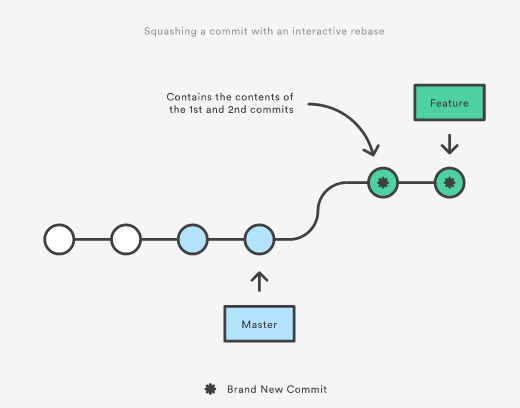 Squashing a commit with an interactive rebase
Contains the contents of
the 1st and 2nd commits
Feature
Master
Brand New Commit